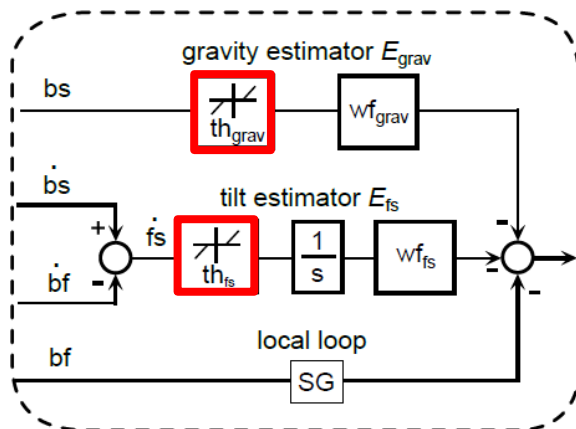 gravity estimator E_grav
bs
th_grav
wf_grav
-
ḃs
tilt estimator E_fs
+
ḟs
-
th_fs
1
s
wf_fs
-
-
ḃf
bf
local loop
SG